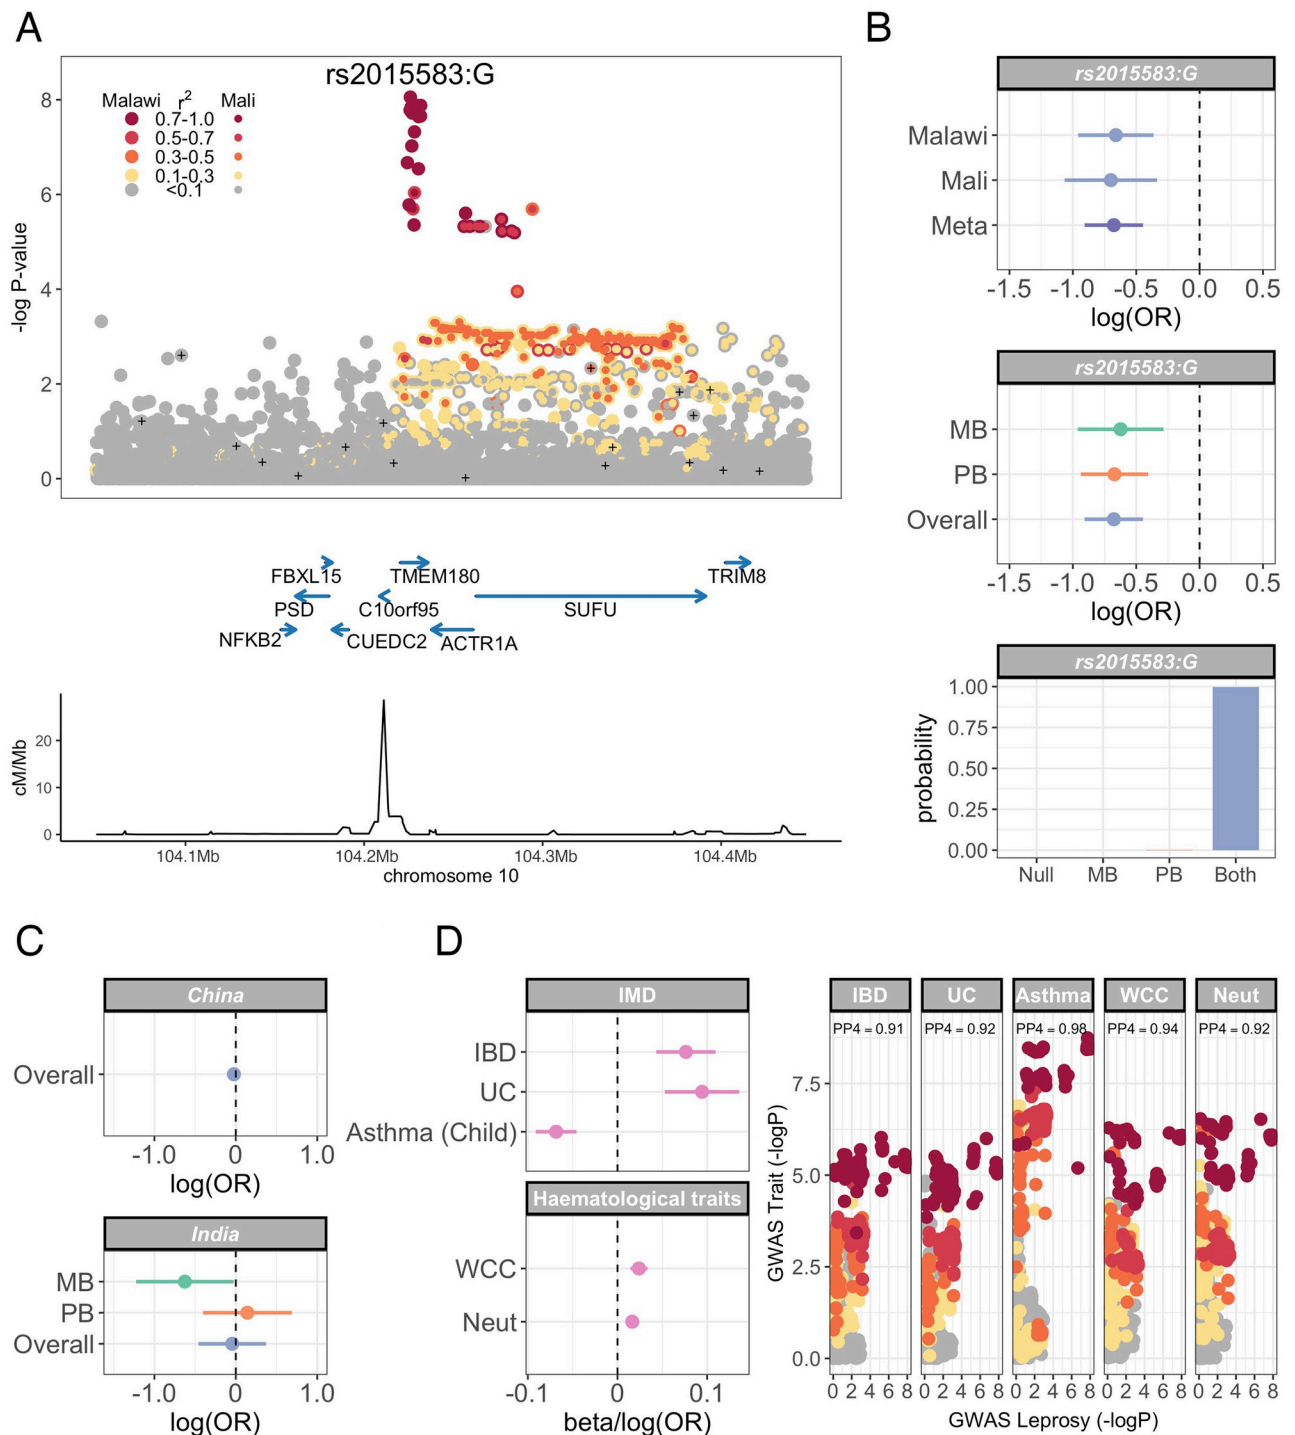 A
rs2015583:G
Malawi r2 Mali
0.7-1.0
0.5-0.7
0.3-0.5
0.1-0.3
<0.1
-log P-value
8
6
4
2
0
FBXL15
TMEM180
TRIM8
PSD
C10orf95
SUFU
NFKB2
CUEDC2
ACTR1A
cM/Mb
20
10
0
104.1Mb 104.2Mb 104.3Mb 104.4Mb
chromosome 10
B
rs2015583:G
Malawi
Mali
Meta
-1.5 -1.0 -0.5 0.0 0.5
log(OR)
rs2015583:G
MB
PB
Overall
-1.5 -1.0 -0.5 0.0 0.5
log(OR)
rs2015583:G
probability
1.00
0.75
0.50
0.25
0.00
Null MB PB Both
C
China
Overall
-1.0 0 1.0
log(OR)
India
MB
PB
Overall
-1.0 0 1.0
log(OR)
D
IMD
IBD
UC
Asthma (Child)
Haematological traits
WCC
Neut
-0.1 0 0.1
beta/log(OR)
IBD UC Asthma WCC Neut
PP4 = 0.91 PP4 = 0.92 PP4 = 0.98 PP4 = 0.94 PP4 = 0.92
GWAS Trait (-logP)
7.5
5.0
2.5
0.0
0 2 4 6 8 0 2 4 6 8 0 2 4 6 8 0 2 4 6 8 0 2 4 6 8
GWAS Leprosy (-logP)